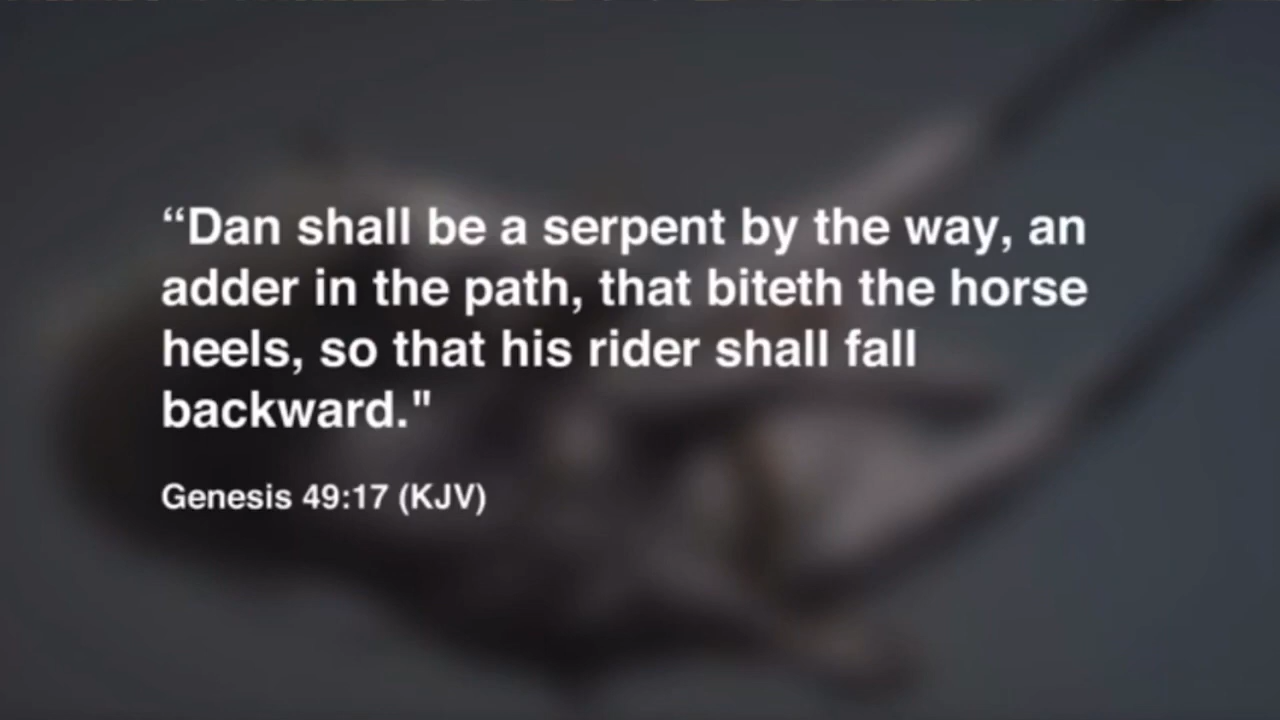 “Dan shall be a serpent by the way, an
adder in the path, that biteth the horse
heels, so that his rider shall fall
backward."
Genesis 49:17 (KJV)